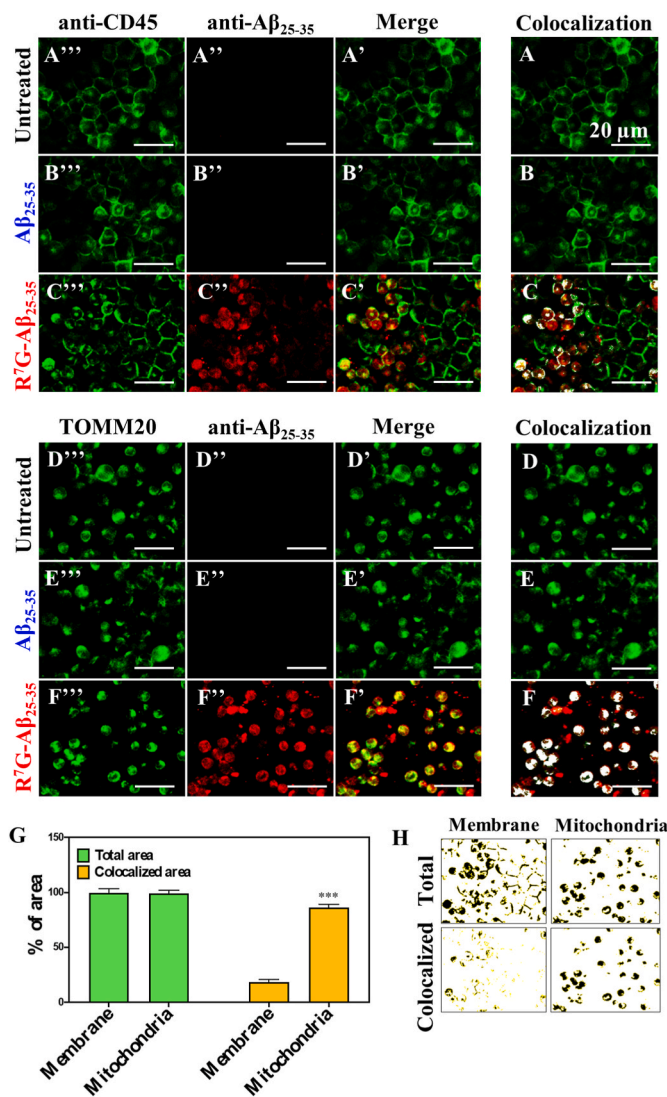 anti-CD45 anti-Aβ25-35 Merge Colocalization
Untreated
A’’’ A’’ A’ A
20 µm
Aβ25-35
B’’’ B’’ B’ B
R7G-Aβ25-35
C’’’ C’’ C’ C
TOMM20 anti-Aβ25-35 Merge Colocalization
Untreated
D’’’ D’’ D’ D
Aβ25-35
E’’’ E’’ E’ E
R7G-Aβ25-35
F’’’ F’’ F’ F
G
% of area
150
100
50
0
Total area
Colocalized area
***
Membrane
Mitochondria
Membrane
Mitochondria
H
Membrane Mitochondria
Total
Colocalized